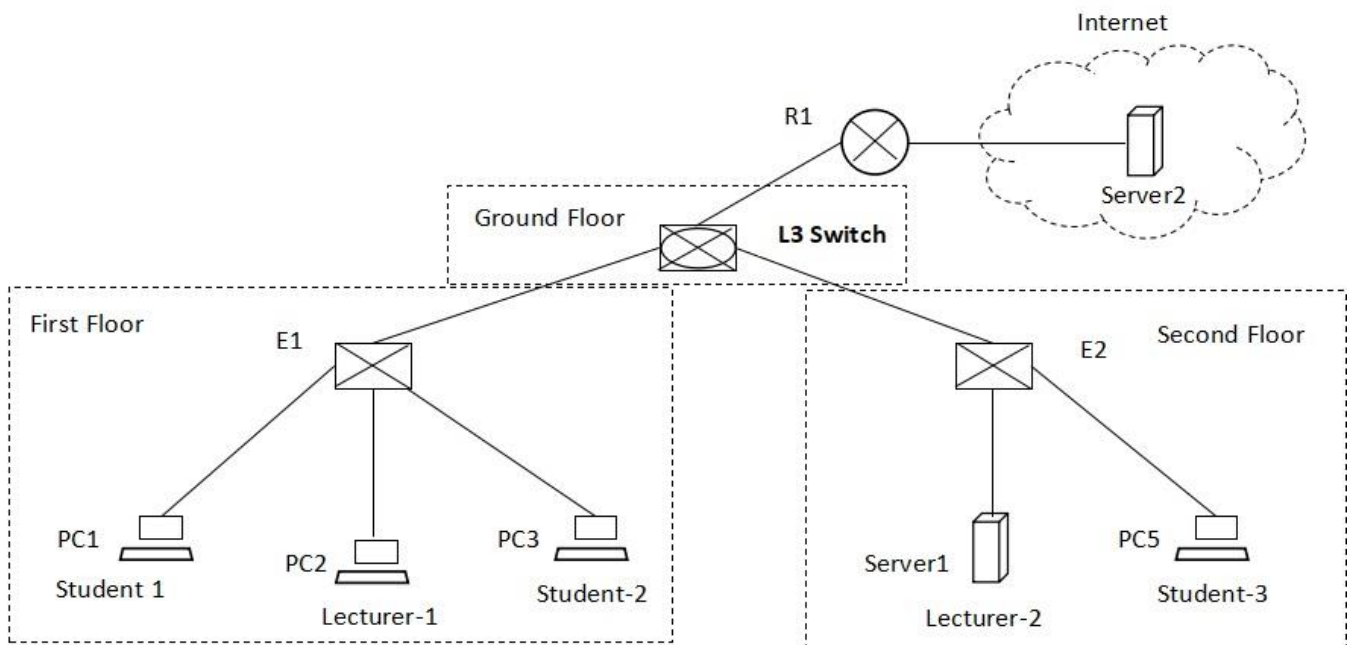 Internet
R1
Server2
Ground Floor
L3 Switch
First Floor
E1
Second Floor
E2
PC1
Student 1
PC2
Lecturer-1
PC3
Student-2
Server1
Lecturer-2
PC5
Student-3